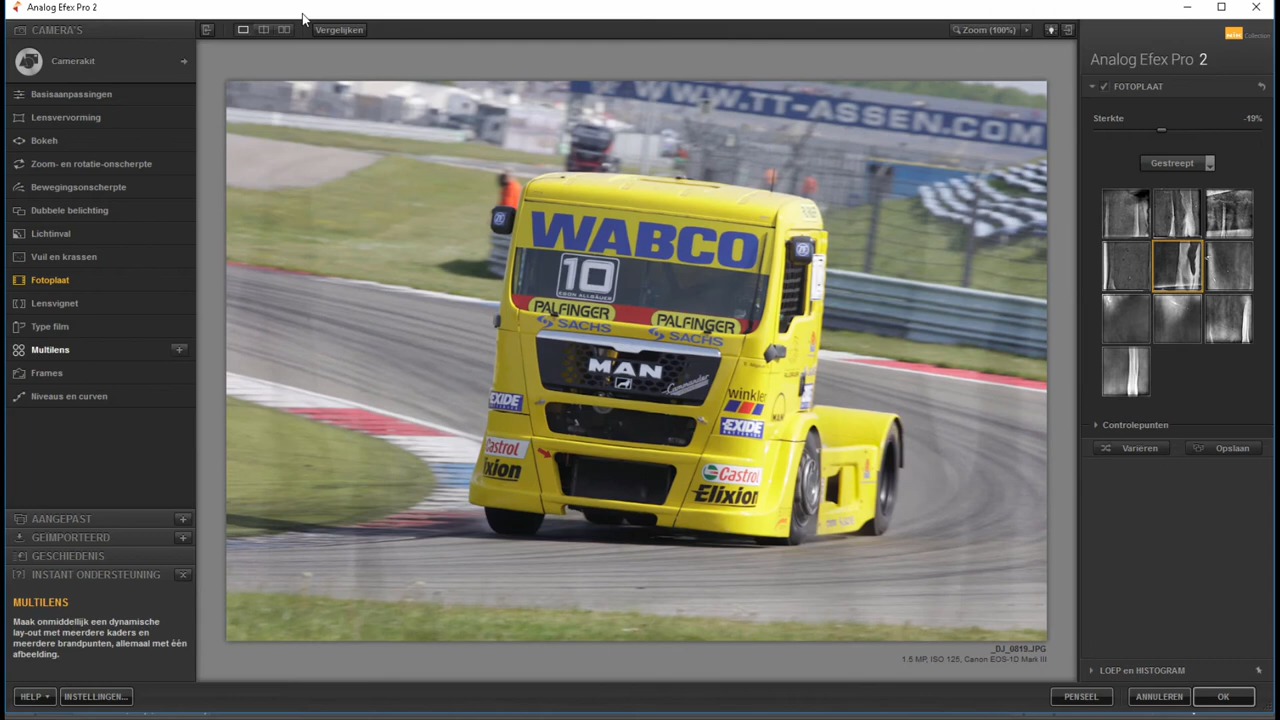 Analog Efex Pro 2
CAMERA'S
Vergelijken
Zoom (100%)
nik Collection
Camerakit
Analog Efex Pro 2
Basisaanpassingen
FOTOPLAAT
Lensvervorming
Sterkte -19%
Bokeh
Zoom- en rotatie-onscherpte
Gestreept
Bewegingsonscherpte
Dubbele belichting
Lichtinval
Vuil en krassen
Fotoplaat
Lensvignet
Type film
Multilens
Frames
Niveaus en curven
WWW.TT-ASSEN.COM
WABCO
10
PALFINGER
PALFINGER
SACHS
SACHS
MAN
Commander
winkler
EXIDE
EXIDE
Castrol
Castrol
lixion
Elixion
Controlepunten
Variëren
Opslaan
AANGEPAST
GEÏMPORTEERD
GESCHIEDENIS
[?] INSTANT ONDERSTEUNING
MULTILENS
Maak onmiddellijk een dynamische
lay-out met meerdere kaders en
meerdere brandpunten, allemaal met één
afbeelding.
_DJ_0819.JPG
1.5 MP, ISO 125, Canon EOS-1D Mark III
LOEP en HISTOGRAM
HELP
INSTELLINGEN...
PENSEEL
ANNULEREN
OK